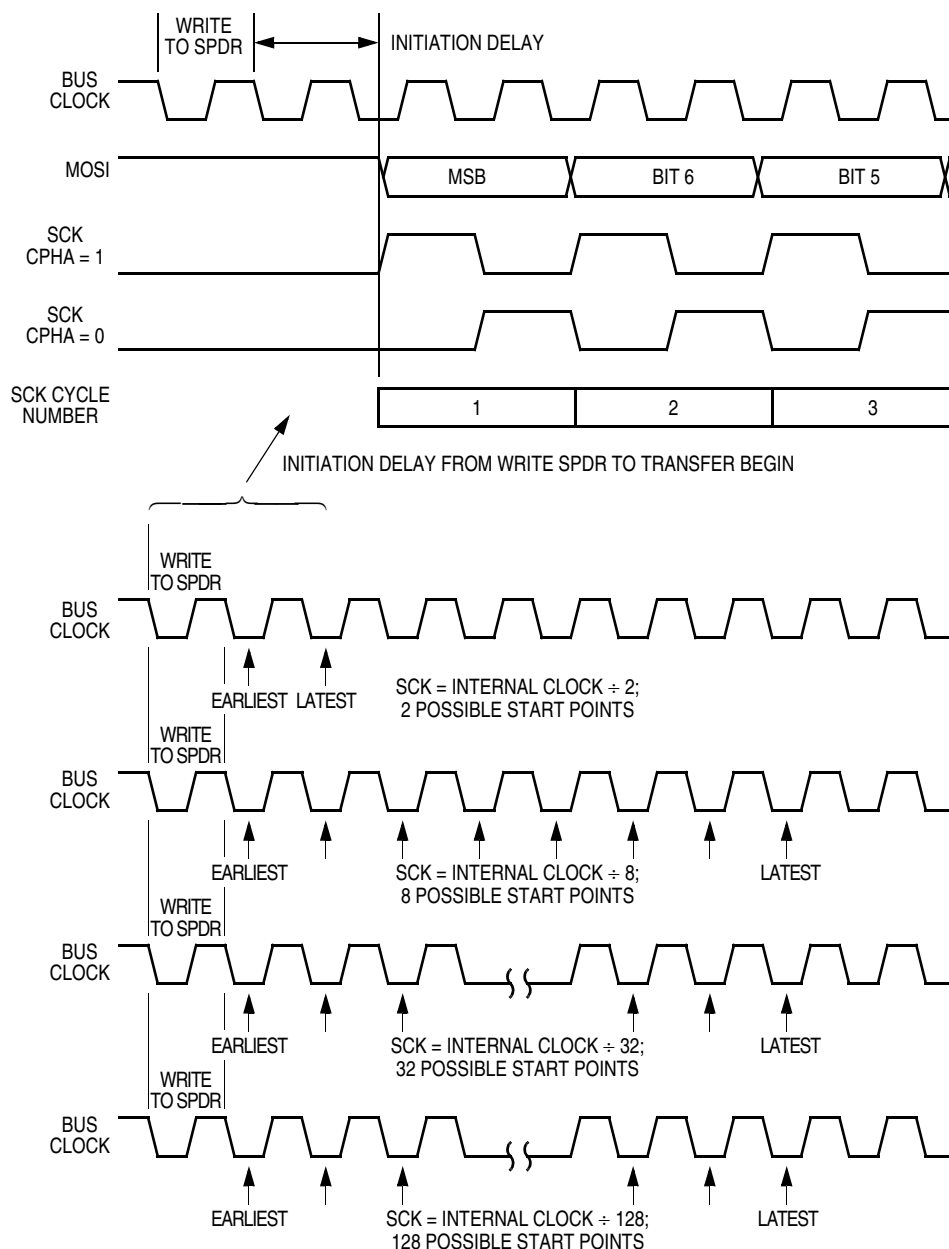 WRITE
TO SPDR
INITIATION DELAY
BUS
CLOCK
MOSI
MSB
BIT 6
BIT 5
SCK
CPHA = 1
SCK
CPHA = 0
SCK CYCLE
NUMBER
1
2
3
INITIATION DELAY FROM WRITE SPDR TO TRANSFER BEGIN
WRITE
TO SPDR
BUS
CLOCK
EARLIEST
LATEST
SCK = INTERNAL CLOCK ÷ 2;
2 POSSIBLE START POINTS
WRITE
TO SPDR
BUS
CLOCK
EARLIEST
SCK = INTERNAL CLOCK ÷ 8;
8 POSSIBLE START POINTS
LATEST
WRITE
TO SPDR
BUS
CLOCK
EARLIEST
SCK = INTERNAL CLOCK ÷ 32;
32 POSSIBLE START POINTS
LATEST
WRITE
TO SPDR
BUS
CLOCK
EARLIEST
SCK = INTERNAL CLOCK ÷ 128;
128 POSSIBLE START POINTS
LATEST